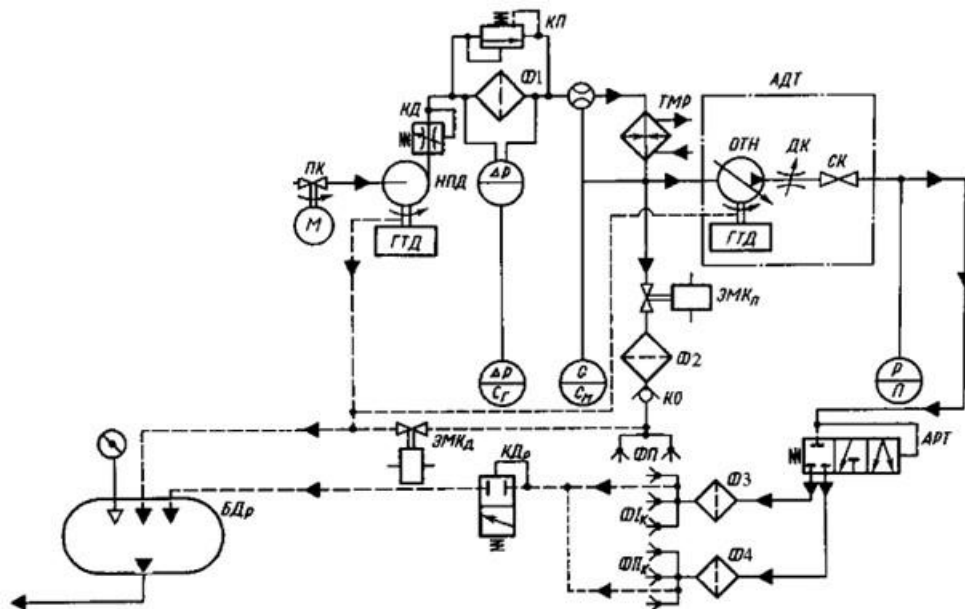 КП
Ф1
АДТ
КД
ТМР
ОТН
ДК
СК
ПК
НПД
ΔР
М
ГТД
ГТД
ЭМКп
Ф2
ΔР
Сг
G
См
Р
П
КО
ЭМКд
ФП
АРТ
КДр
Ф3
БДр
ФIк
ФIIк
Ф4